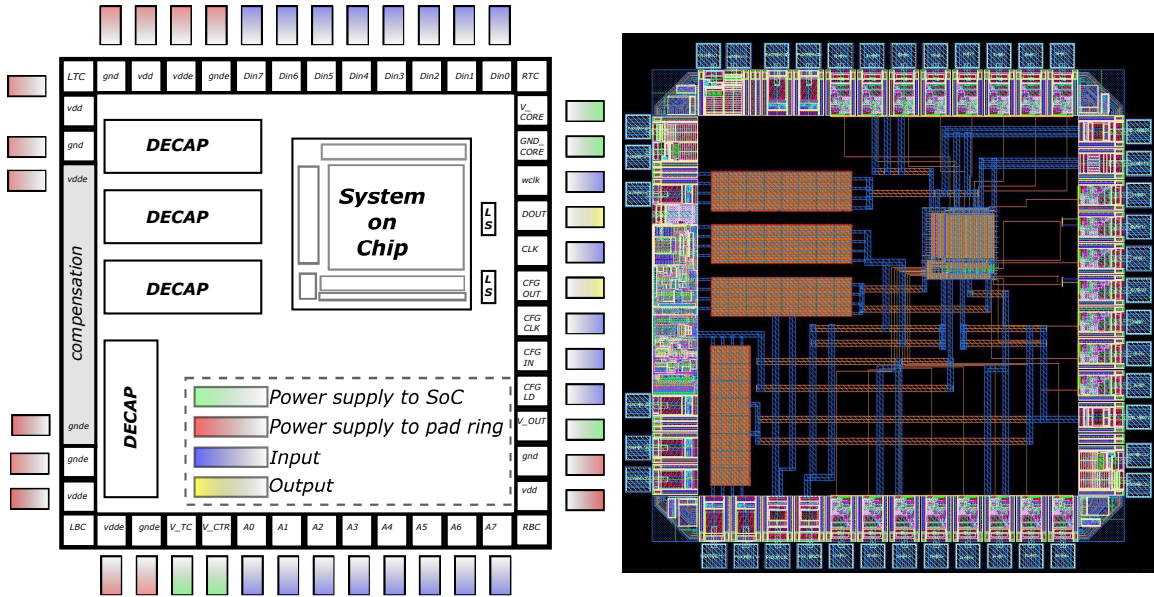 LTC gnd vdd vdde gnde Din7 Din6 Din5 Din4 Din3 Din2 Din1 Din0 RTC
vdd
gnd
vdde
compensation
gnde
gnde
vdde
DECAP
DECAP
DECAP
DECAP
System
on
Chip
L
S
L
S
V_
CORE
GND_
CORE
wclk
DOUT
CLK
CFG
OUT
CFG
CLK
CFG
IN
CFG
LD
V_OUT
gnd
vdd
Power supply to SoC
Power supply to pad ring
Input
Output
LBC vdde gnde V_TC V_CTR A0 A1 A2 A3 A4 A5 A6 A7 RBC